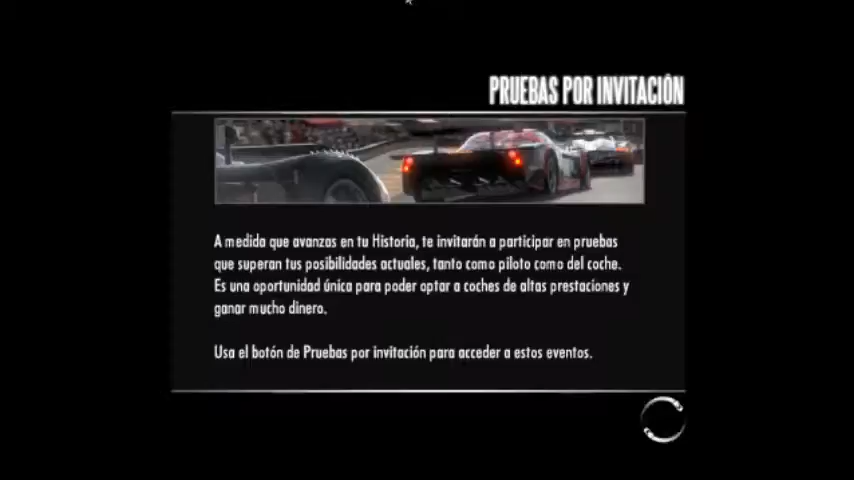 PRUEBAS POR INVITACIÓN
A medida que avanzas en tu Historia, te invitarán a participar en pruebas
que superan tus posibilidades actuales, tanto como piloto como del coche.
Es una oportunidad única para poder optar a coches de altas prestaciones y
ganar mucho dinero.
Usa el botón de Pruebas por invitación para acceder a estos eventos.